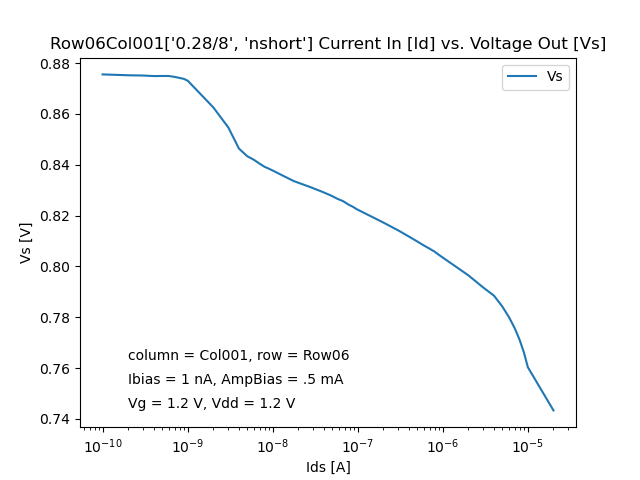 Row06Col001['0.28/8', 'nshort'] Current In [Id] vs. Voltage Out [Vs]
Vs
0.88
0.86
0.84
0.82
0.80
0.78
0.76
0.74
Vs [V]
column = Col001, row = Row06
Ibias = 1 nA, AmpBias = .5 mA
Vg = 1.2 V, Vdd = 1.2 V
10⁻¹⁰ 10⁻⁹ 10⁻⁸ 10⁻⁷ 10⁻⁶ 10⁻⁵
Ids [A]